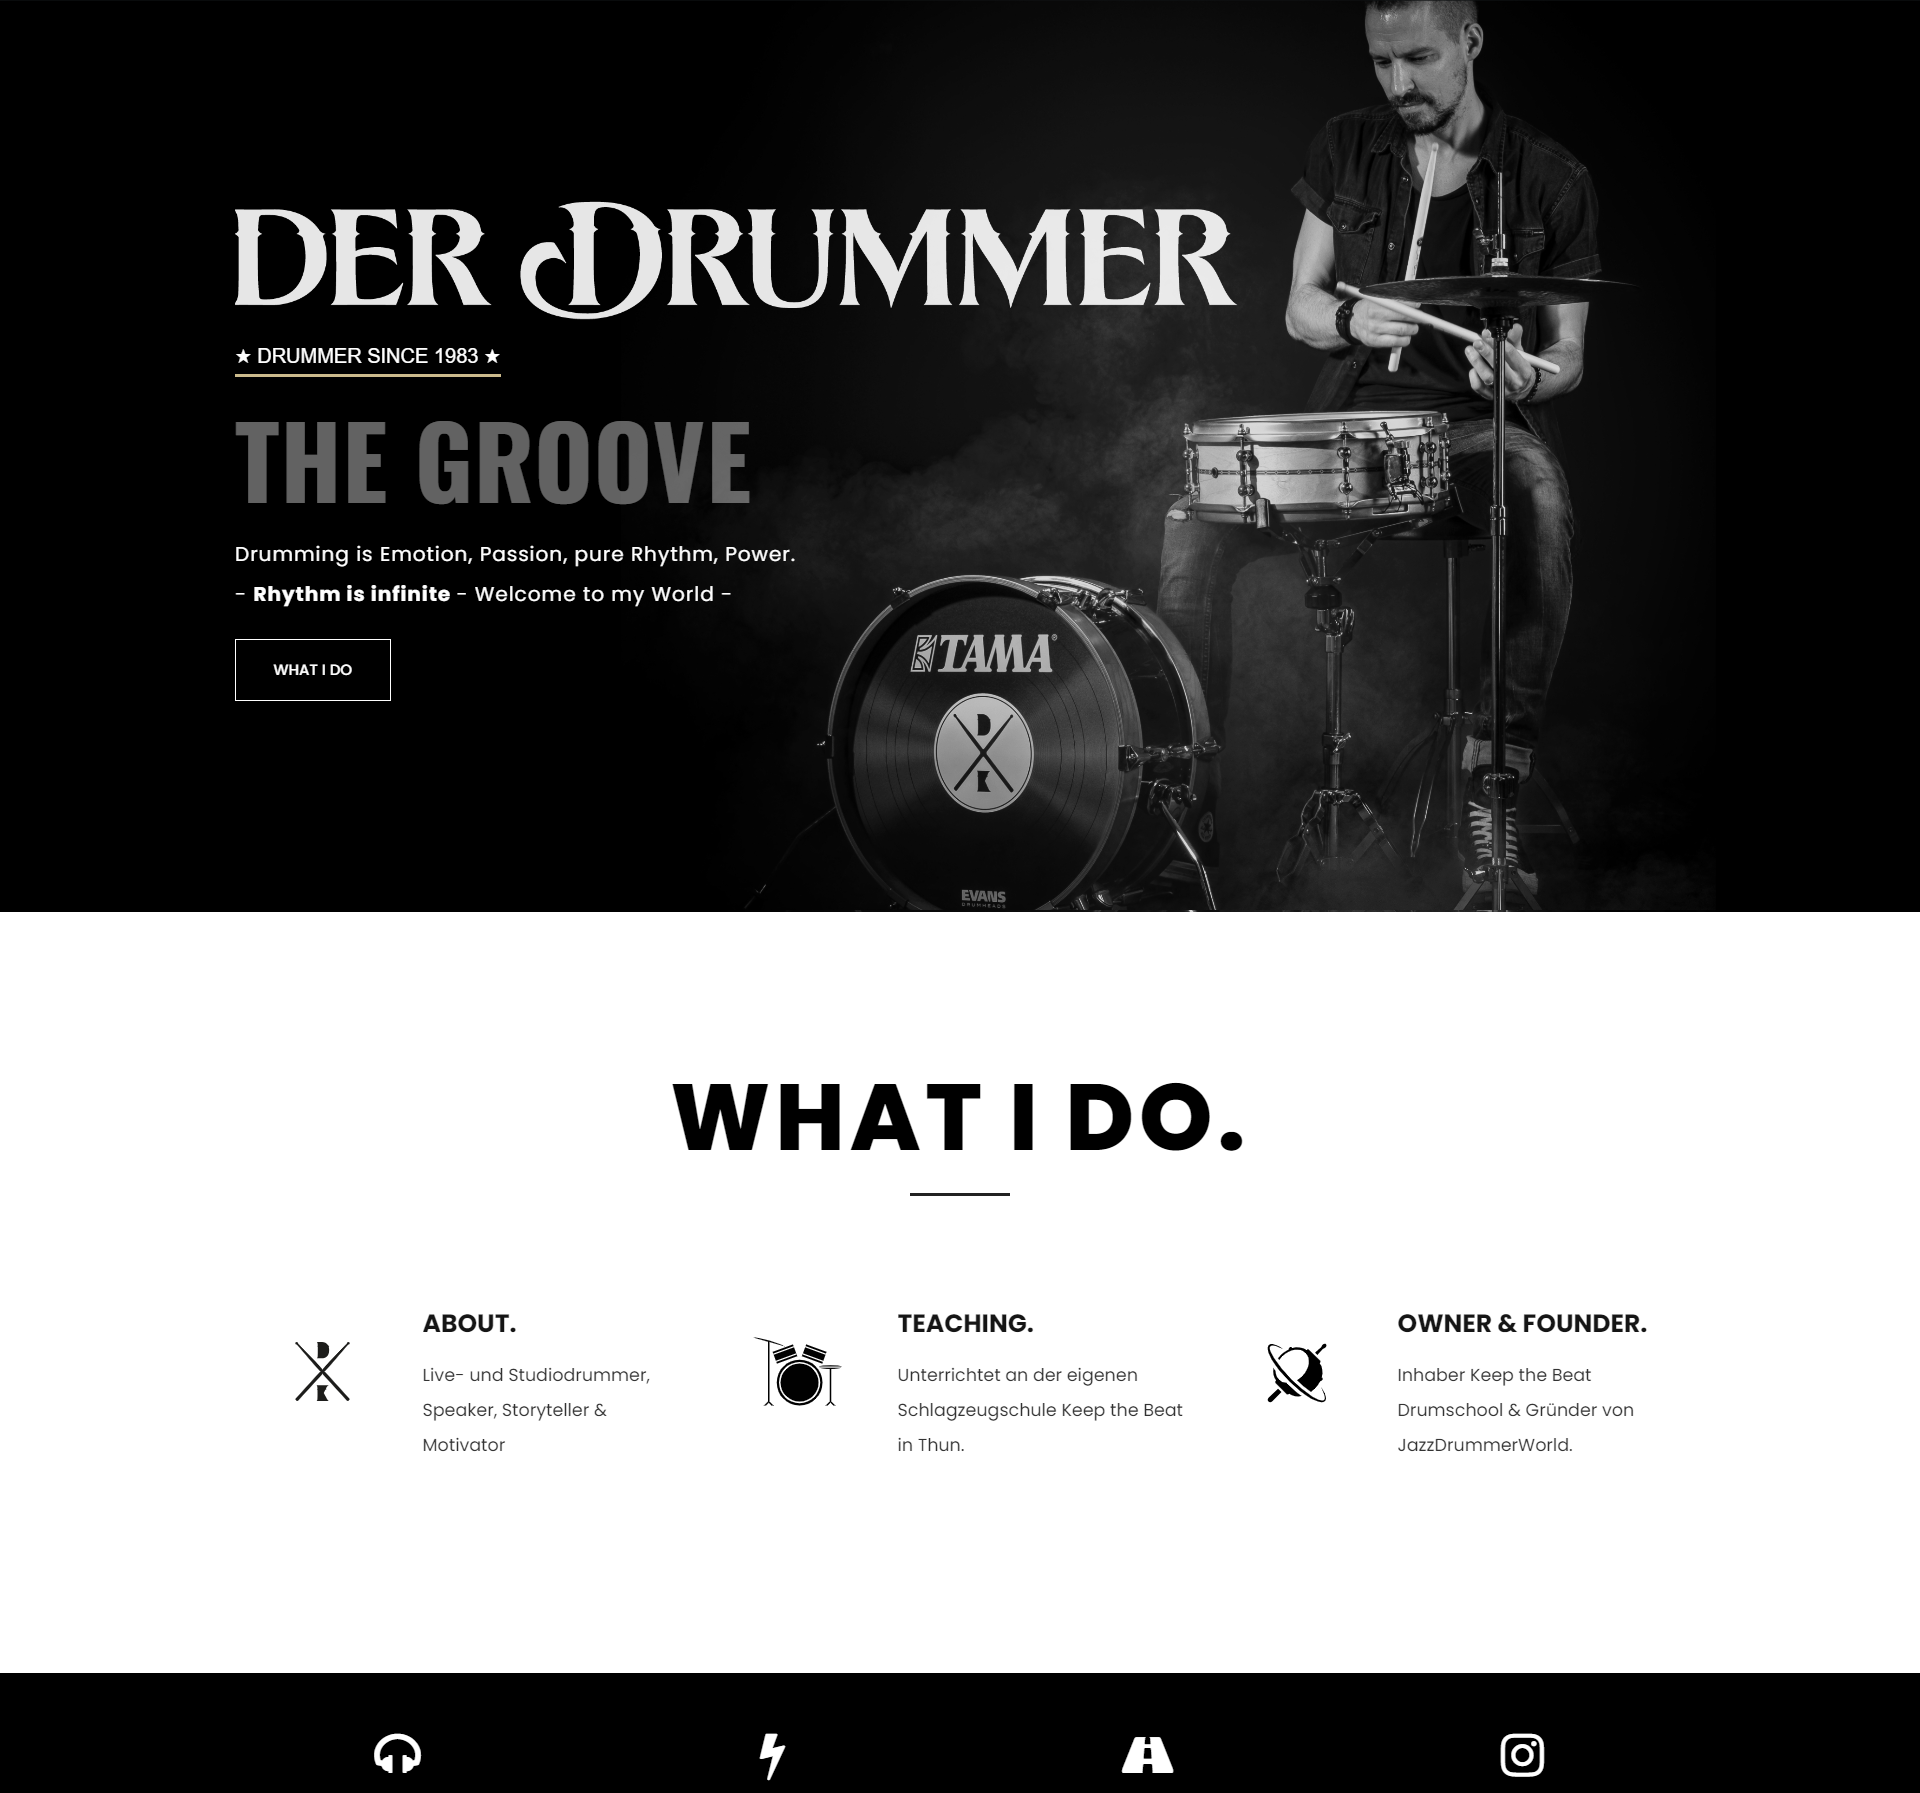 DER DRUMMER
★ DRUMMER SINCE 1983 ★
THE GROOVE
Drumming is Emotion, Passion, pure Rhythm, Power.
- Rhythm is infinite - Welcome to my World -
WHAT I DO
TAMA®
D
K
EVANS
DRUMHEADS
WHAT I DO.
ABOUT.
Live- und Studiodrummer,
Speaker, Storyteller &
Motivator
D
K
TEACHING.
Unterrichtet an der eigenen
Schlagzeugschule Keep the Beat
in Thun.
OWNER & FOUNDER.
Inhaber Keep the Beat
Drumschool & Gründer von
JazzDrummerWorld.